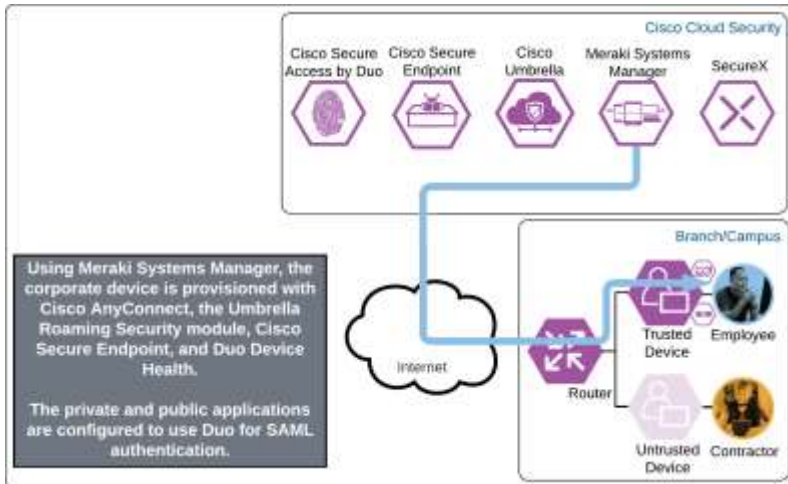 Cisco Cloud Security
Cisco Secure
Access by Duo
Cisco Secure
Endpoint
Cisco
Umbrella
Meraki Systems
Manager
SecureX
Branch/Campus
Using Meraki Systems Manager, the
corporate device is provisioned with
Cisco AnyConnect, the Umbrella
Roaming Security module, Cisco
Secure Endpoint, and Duo Device
Health.
The private and public applications
are configured to use Duo for SAML
authentication.
Internet
Router
Trusted
Device
Employee
Untrusted
Device
Contractor